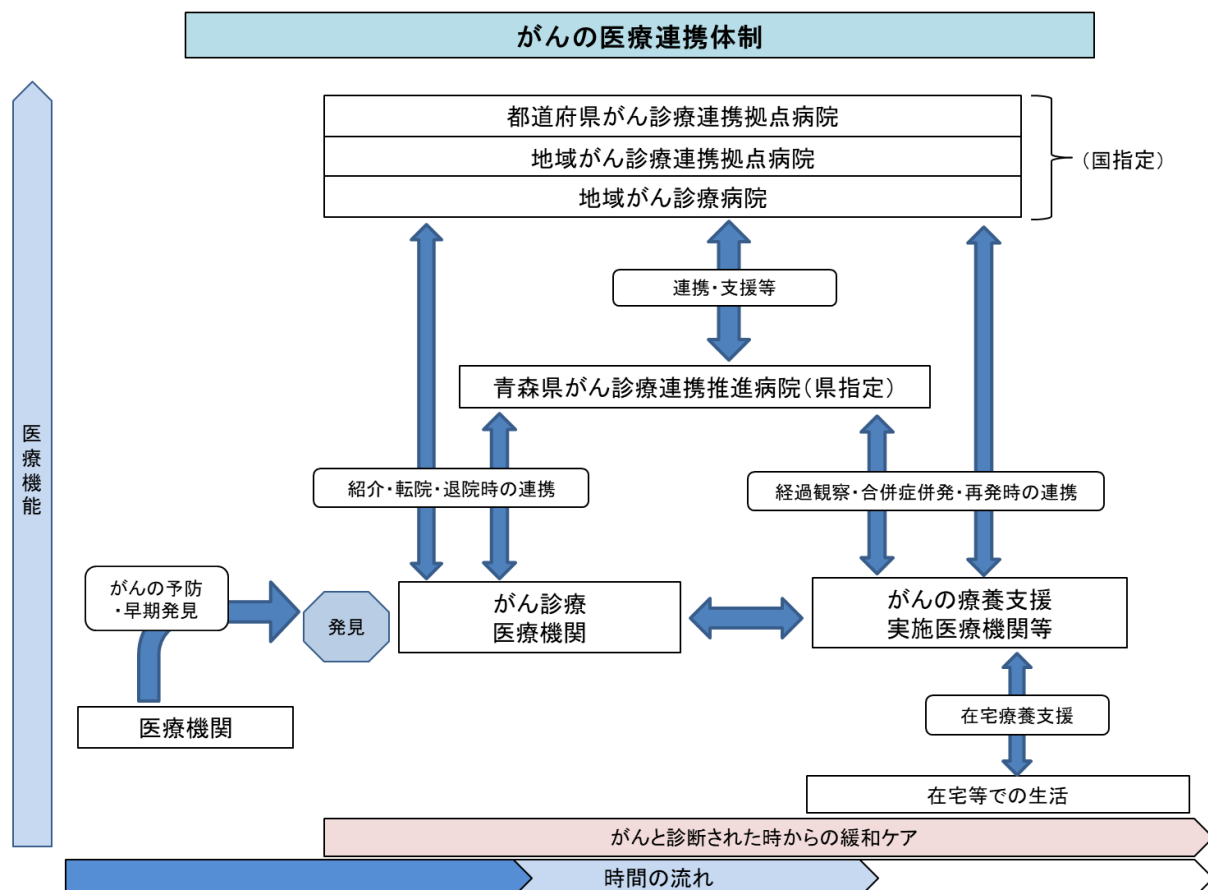 がんの医療連携体制
都道府県がん診療連携拠点病院
地域がん診療連携拠点病院
(国指定)
地域がん診療病院
連携・支援等
青森県がん診療連携推進病院(県指定)
医療機能
紹介・転院・退院時の連携
経過観察・合併症併発・再発時の連携
がんの予防
・早期発見
発見
がん診療
医療機関
がんの療養支援
実施医療機関等
医療機関
在宅療養支援
在宅等での生活
がんと診断された時からの緩和ケア
時間の流れ